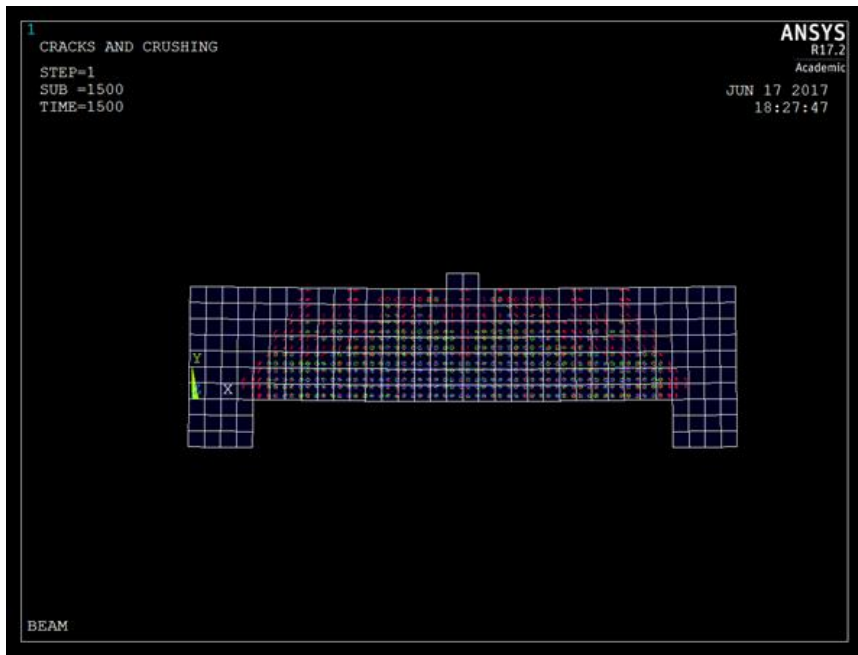 1
CRACKS AND CRUSHING
STEP=1
SUB =1500
TIME=1500
ANSYS
R17.2
Academic
JUN 17 2017
18:27:47
Y
X
BEAM